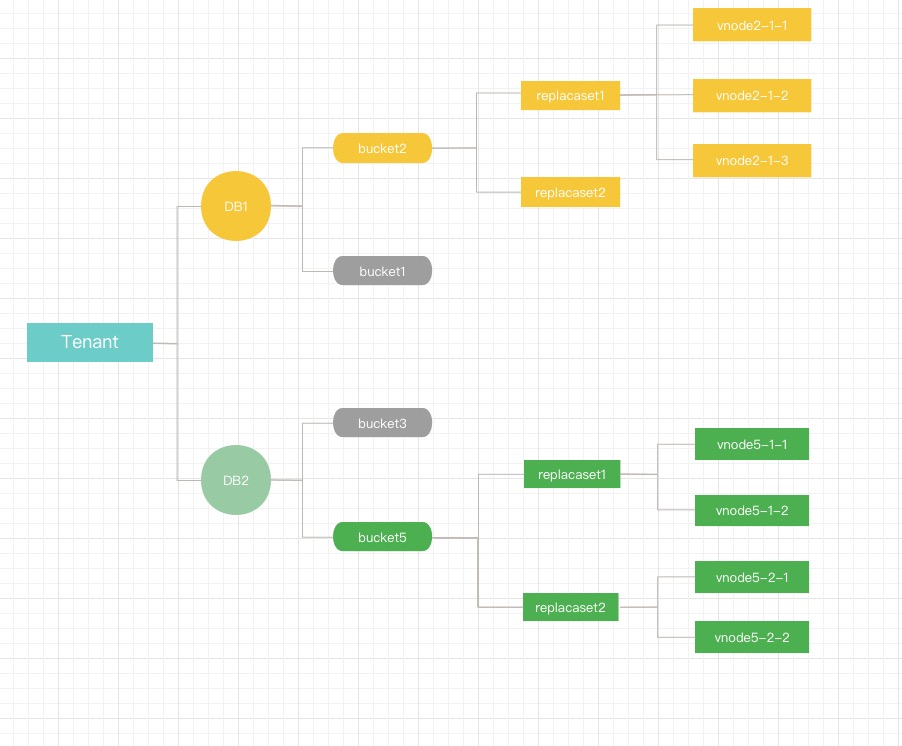 vnode2-1-1
replacaset1
vnode2-1-2
bucket2
vnode2-1-3
replacaset2
DB1
bucket1
Tenant
bucket3
vnode5-1-1
replacaset1
DB2
vnode5-1-2
bucket5
vnode5-2-1
replacaset2
vnode5-2-2